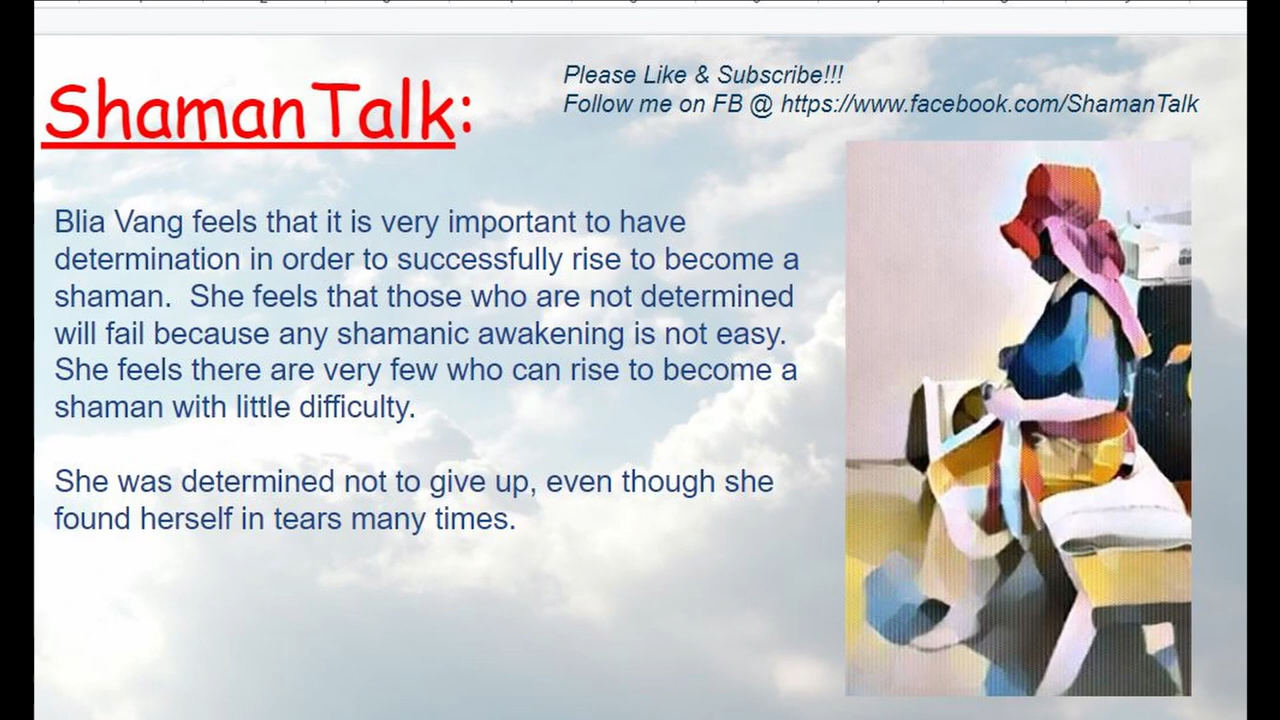 ShamanTalk:
Please Like & Subscribe!!!
Follow me on FB @ https://www.facebook.com/ShamanTalk
Blia Vang feels that it is very important to have
determination in order to successfully rise to become a
shaman.  She feels that those who are not determined
will fail because any shamanic awakening is not easy.
She feels there are very few who can rise to become a
shaman with little difficulty.
She was determined not to give up, even though she
found herself in tears many times.